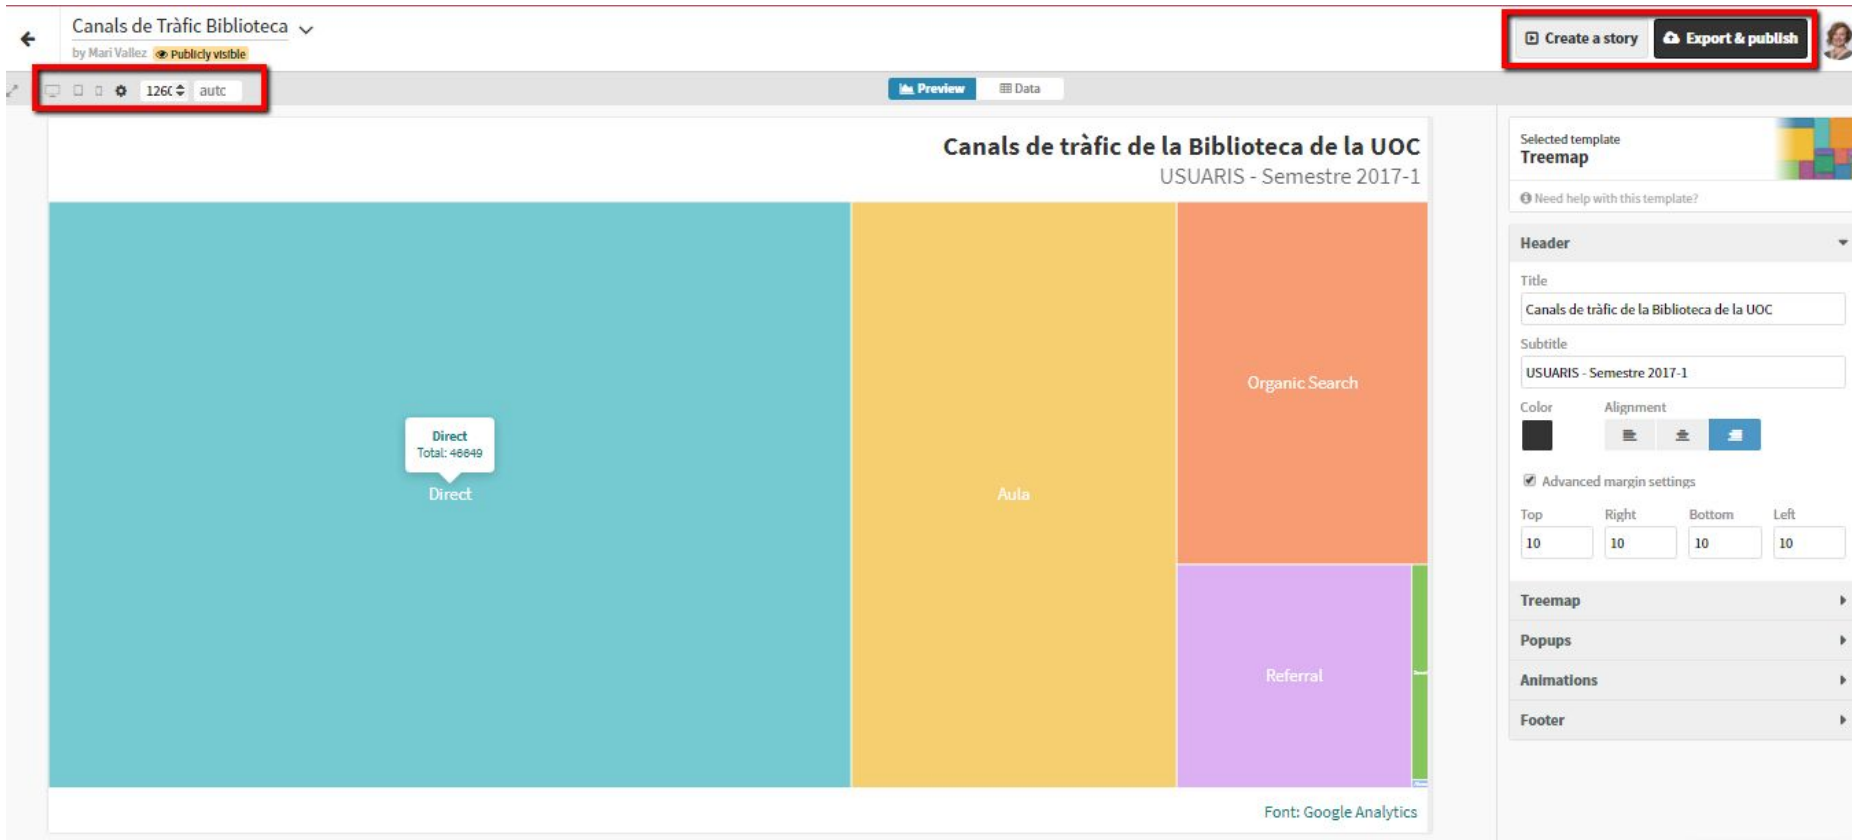 Canals de Tràfic Biblioteca
by Mari Vallez Publicly visible
Create a story
Export & publish
autc
Preview
Data
Canals de tràfic de la Biblioteca de la UOC
USUARIS - Semestre 2017-1
Direct
Total: 46649
Direct
Aula
Organic Search
Referral
Font: Google Analytics
Selected template
Treemap
Need help with this template?
Header
Title
Canals de tràfic de la Biblioteca de la UOC
Subtitle
USUARIS - Semestre 2017-1
Color Alignment
Advanced margin settings
Top Right Bottom Left
10 10 10 10
Treemap
Popups
Animations
Footer